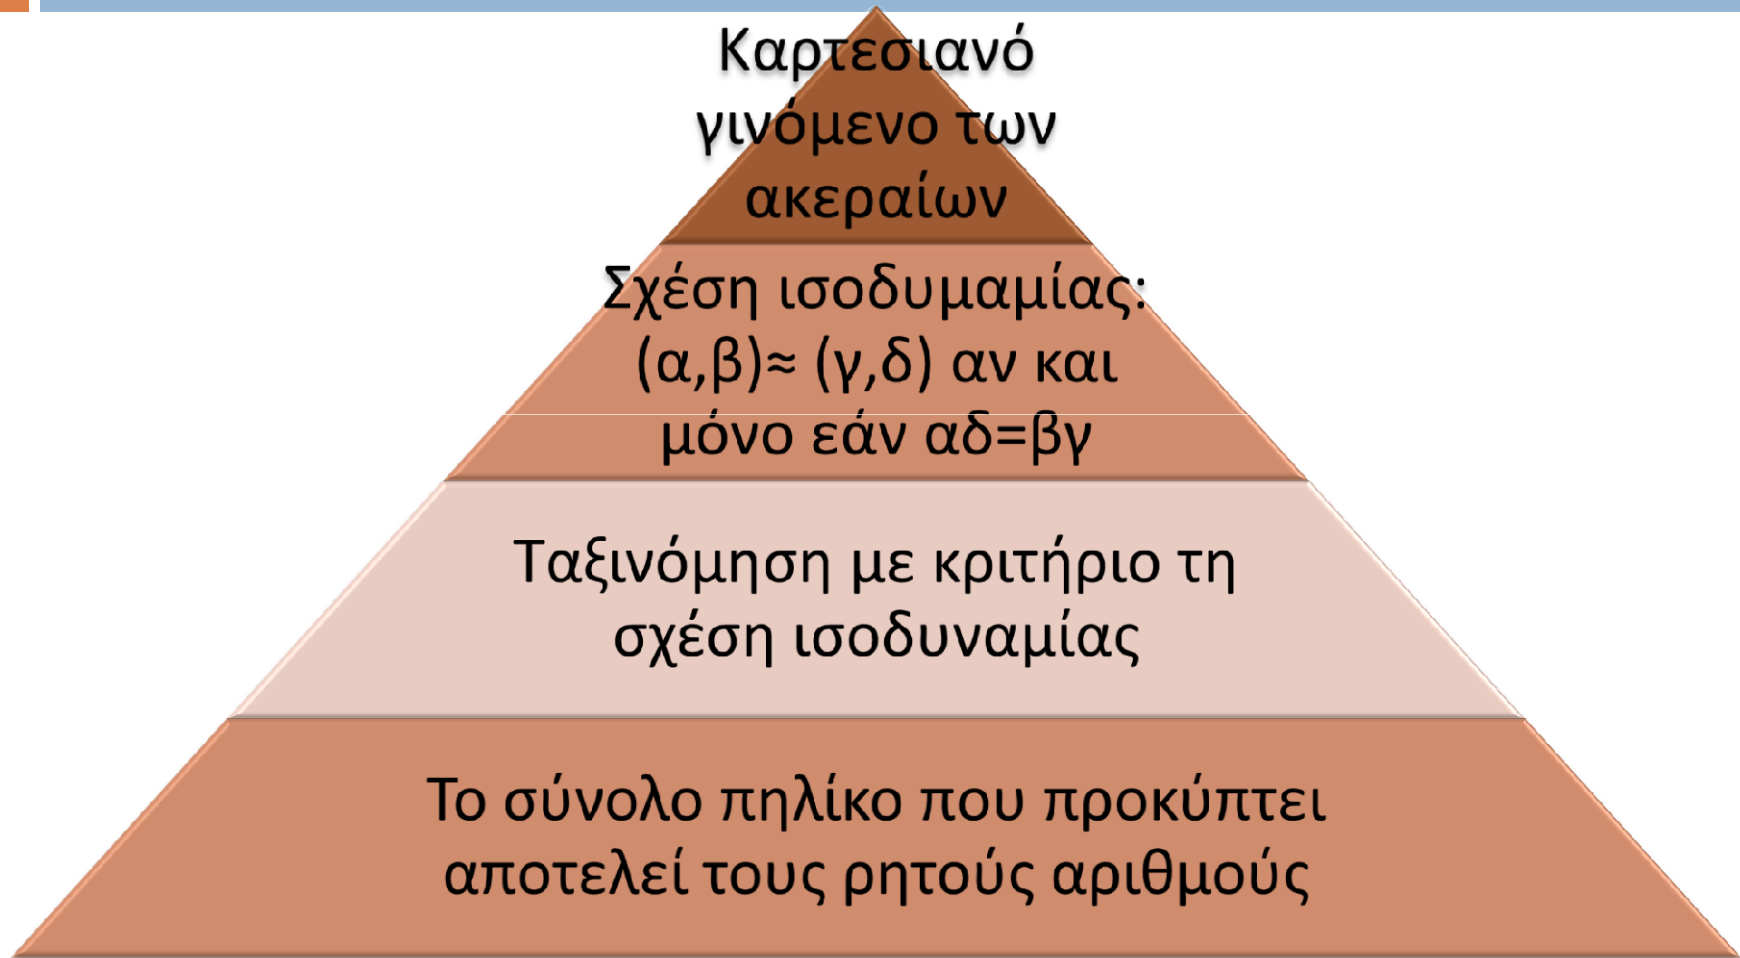 Καρτεσιανό
γινόμενο των
ακεραίων
Σχέση ισοδυμαμίας:
(α,β)≈ (γ,δ) αν και
μόνο εάν αδ=βγ
Ταξινόμηση με κριτήριο τη
σχέση ισοδυναμίας
Το σύνολο πηλίκο που προκύπτει
αποτελεί τους ρητούς αριθμούς